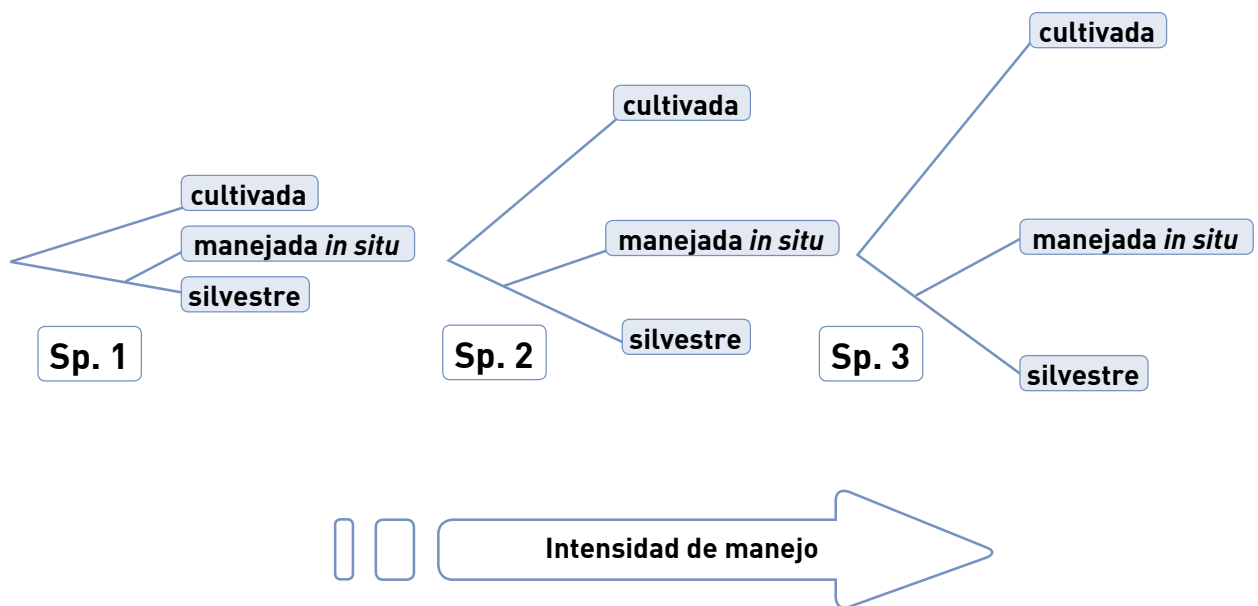 cultivada
manejada in situ
silvestre
Sp. 1
cultivada
manejada in situ
silvestre
Sp. 2
cultivada
manejada in situ
silvestre
Sp. 3
Intensidad de manejo